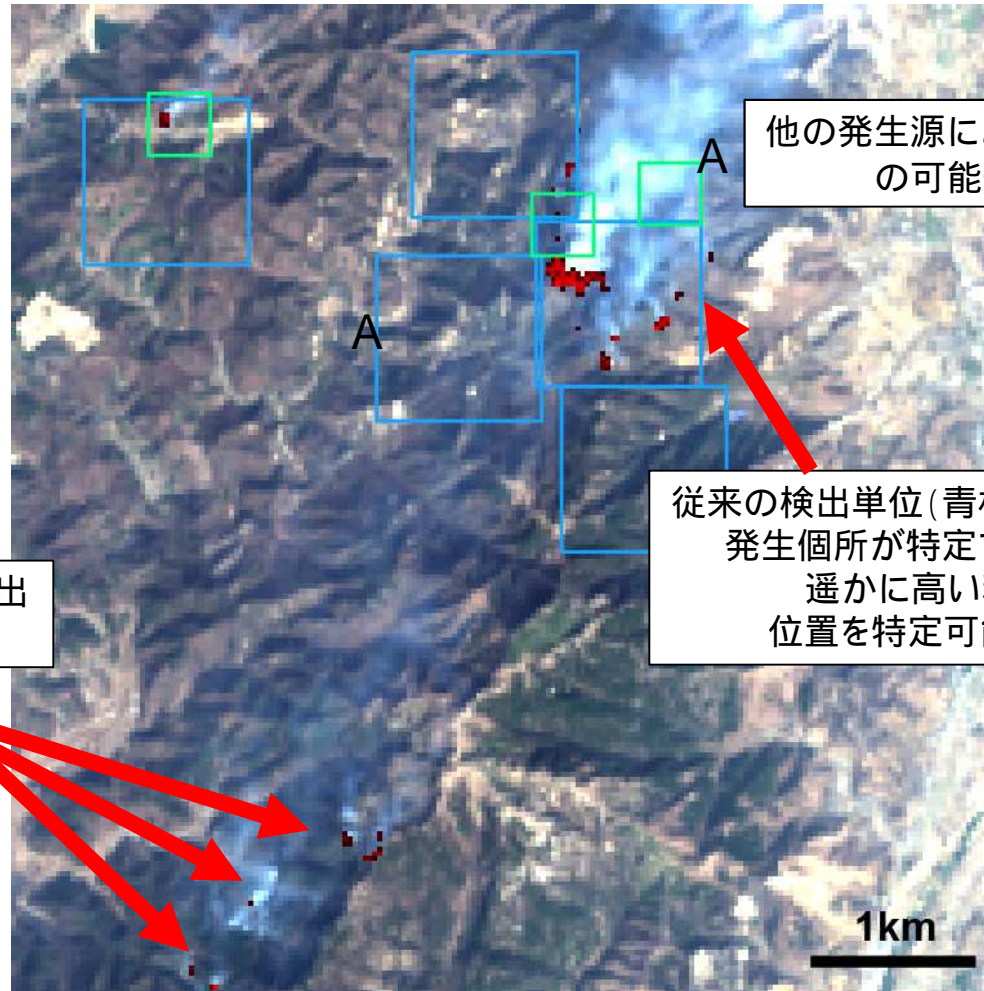 他の発生源に
の可能
A
A
従来の検出単位(青
発生個所が特定
遥かに高い
位置を特定可
出
1km